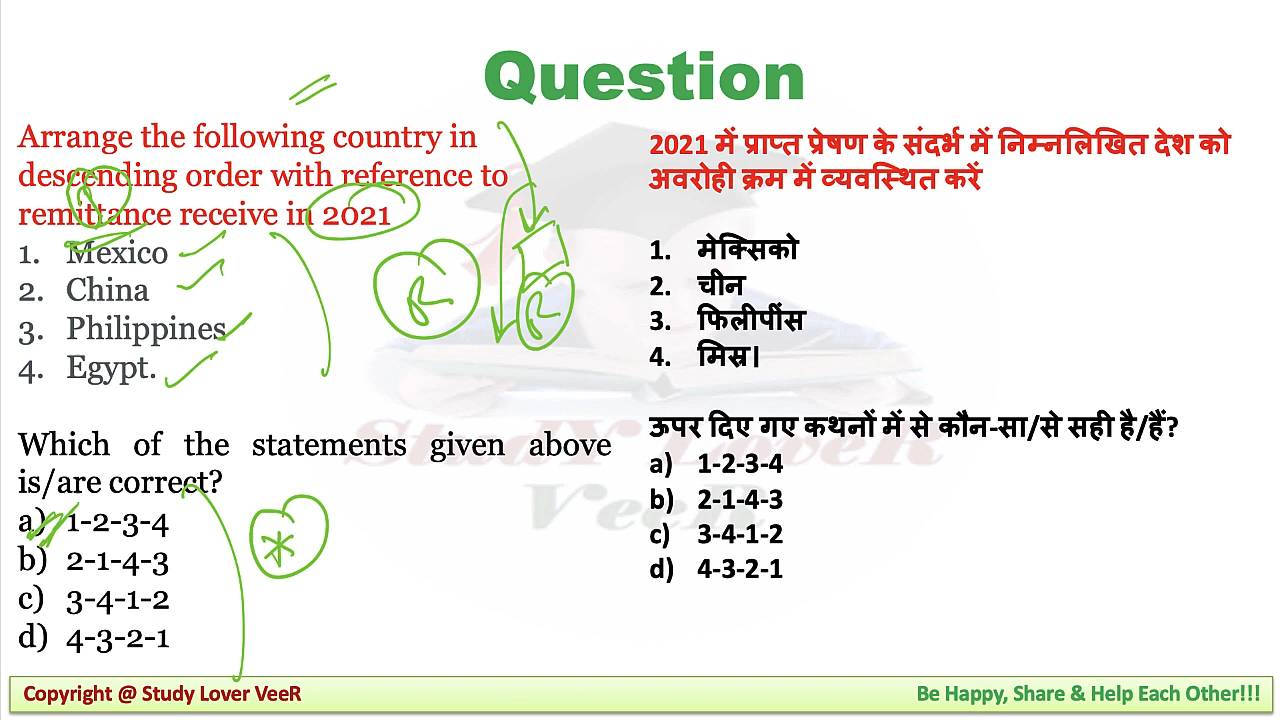 Question
Arrange the following country in
descending order with reference to
remittance receive in 2021
1. Mexico
2. China
3. Philippines
4. Egypt.
Which of the statements given above
is/are correct?
a) 1-2-3-4
b) 2-1-4-3
c) 3-4-1-2
d) 4-3-2-1
2021 में प्राप्त प्रेषण के संदर्भ में निम्नलिखित देश को
अवरोही क्रम में व्यवस्थित करें
1. मेक्सिको
2. चीन
3. फिलीपींस
4. मिस्र।
ऊपर दिए गए कथनों में से कौन-सा/से सही है/हैं?
a) 1-2-3-4
b) 2-1-4-3
c) 3-4-1-2
d) 4-3-2-1
R
R
StudY LoveR
VeeR
Copyright @ Study Lover VeeR
Be Happy, Share & Help Each Other!!!